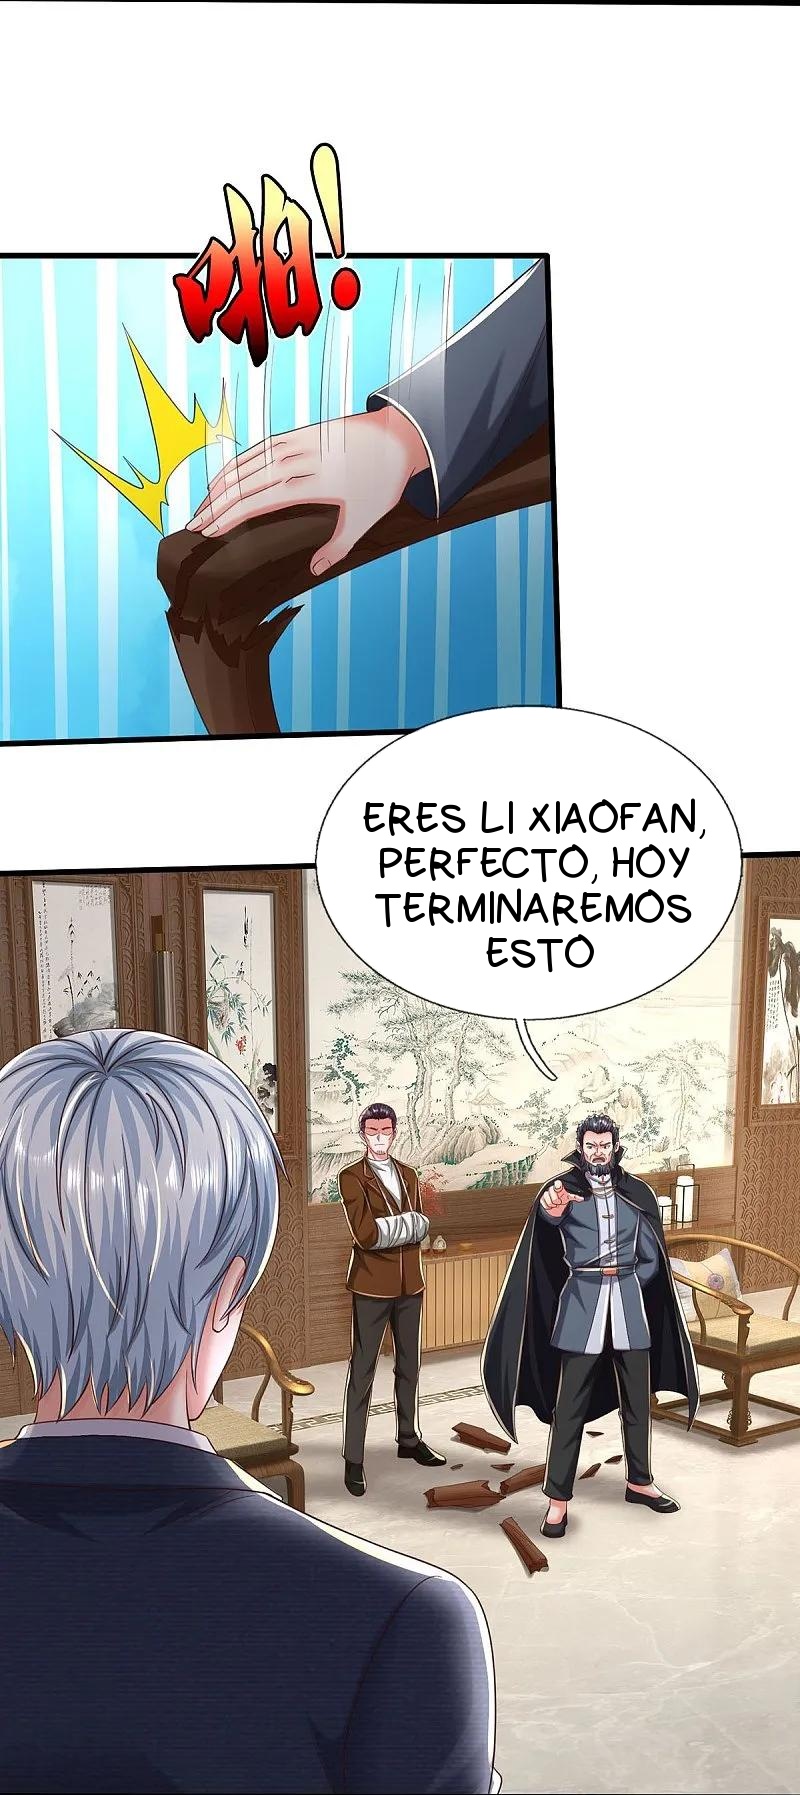 啪!
ERES LI XIAOFAN,
PERFECTO, HOY
TERMINAREMOS
ESTO